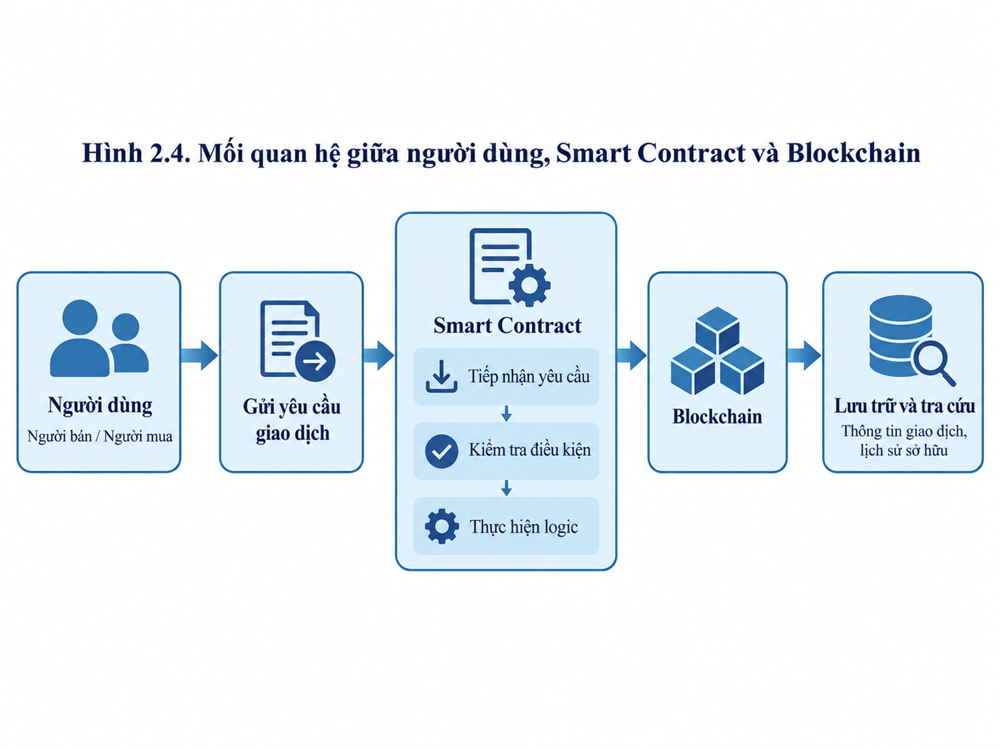 Hình 2.4. Mối quan hệ giữa người dùng, Smart Contract và Blockchain
Người dùng
Người bán / Người mua
Gửi yêu cầu
giao dịch
Smart Contract
Tiếp nhận yêu cầu
Kiểm tra điều kiện
Thực hiện logic
Blockchain
Lưu trữ và tra cứu
Thông tin giao dịch,
lịch sử sở hữu